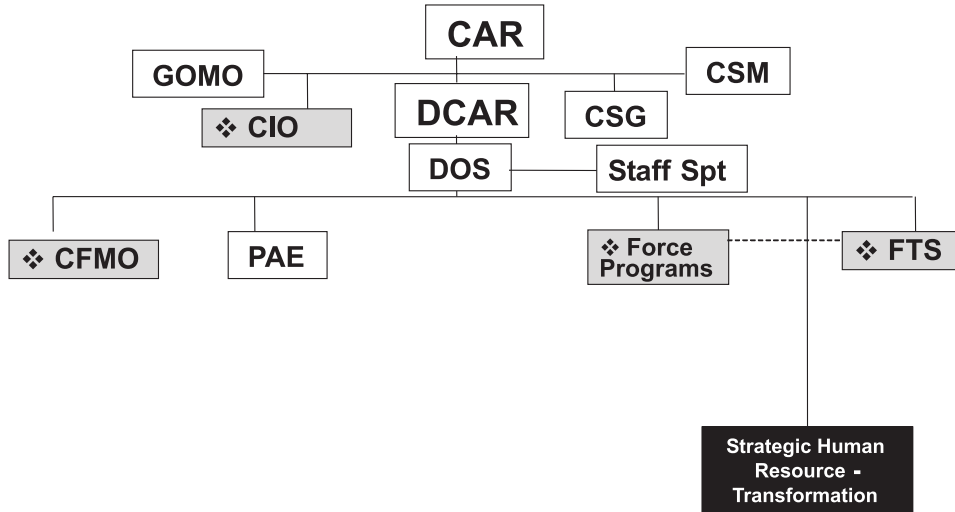 CAR
GOMO
CSM
❖ CIO
DCAR
CSG
DOS
Staff Spt
❖ CFMO
PAE
❖ Force
Programs
❖ FTS
Strategic Human
Resource -
Transformation